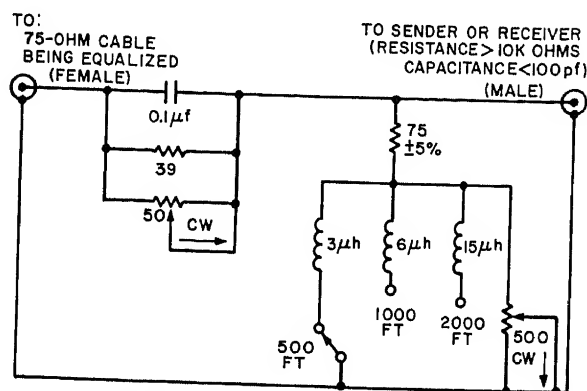 TO:
75-OHM CABLE
BEING EQUALIZED
(FEMALE)
TO SENDER OR RECEIVER
(RESISTANCE>10K OHMS
CAPACITANCE<100pf)
(MALE)
0.1µf
39
50
CW
75
±5%
3µh
6µh
15µh
500
FT
1000
FT
2000
FT
500
CW